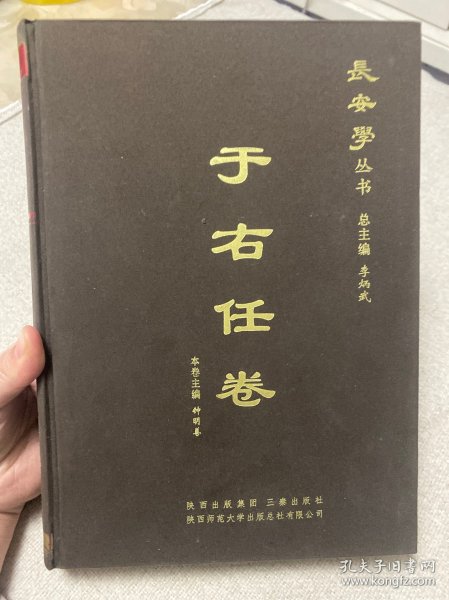 長安學丛书 总主编 李炳武
于右任卷
本卷主编 钟明善
陕西出版集团 三秦出版社
陕西师范大学出版总社有限公司
孔夫子旧书网
www.kongfz.com